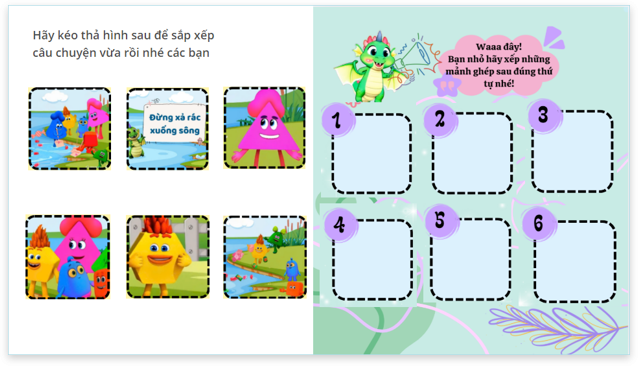 Hãy kéo thả hình sau để sắp xếp
câu chuyện vừa rồi nhé các bạn
Đừng xả rác
xuống sông
Waaa đây!
Bạn nhỏ hãy xếp những
mảnh ghép sau đúng thứ
tự nhé!
1
2
3
4
5
6